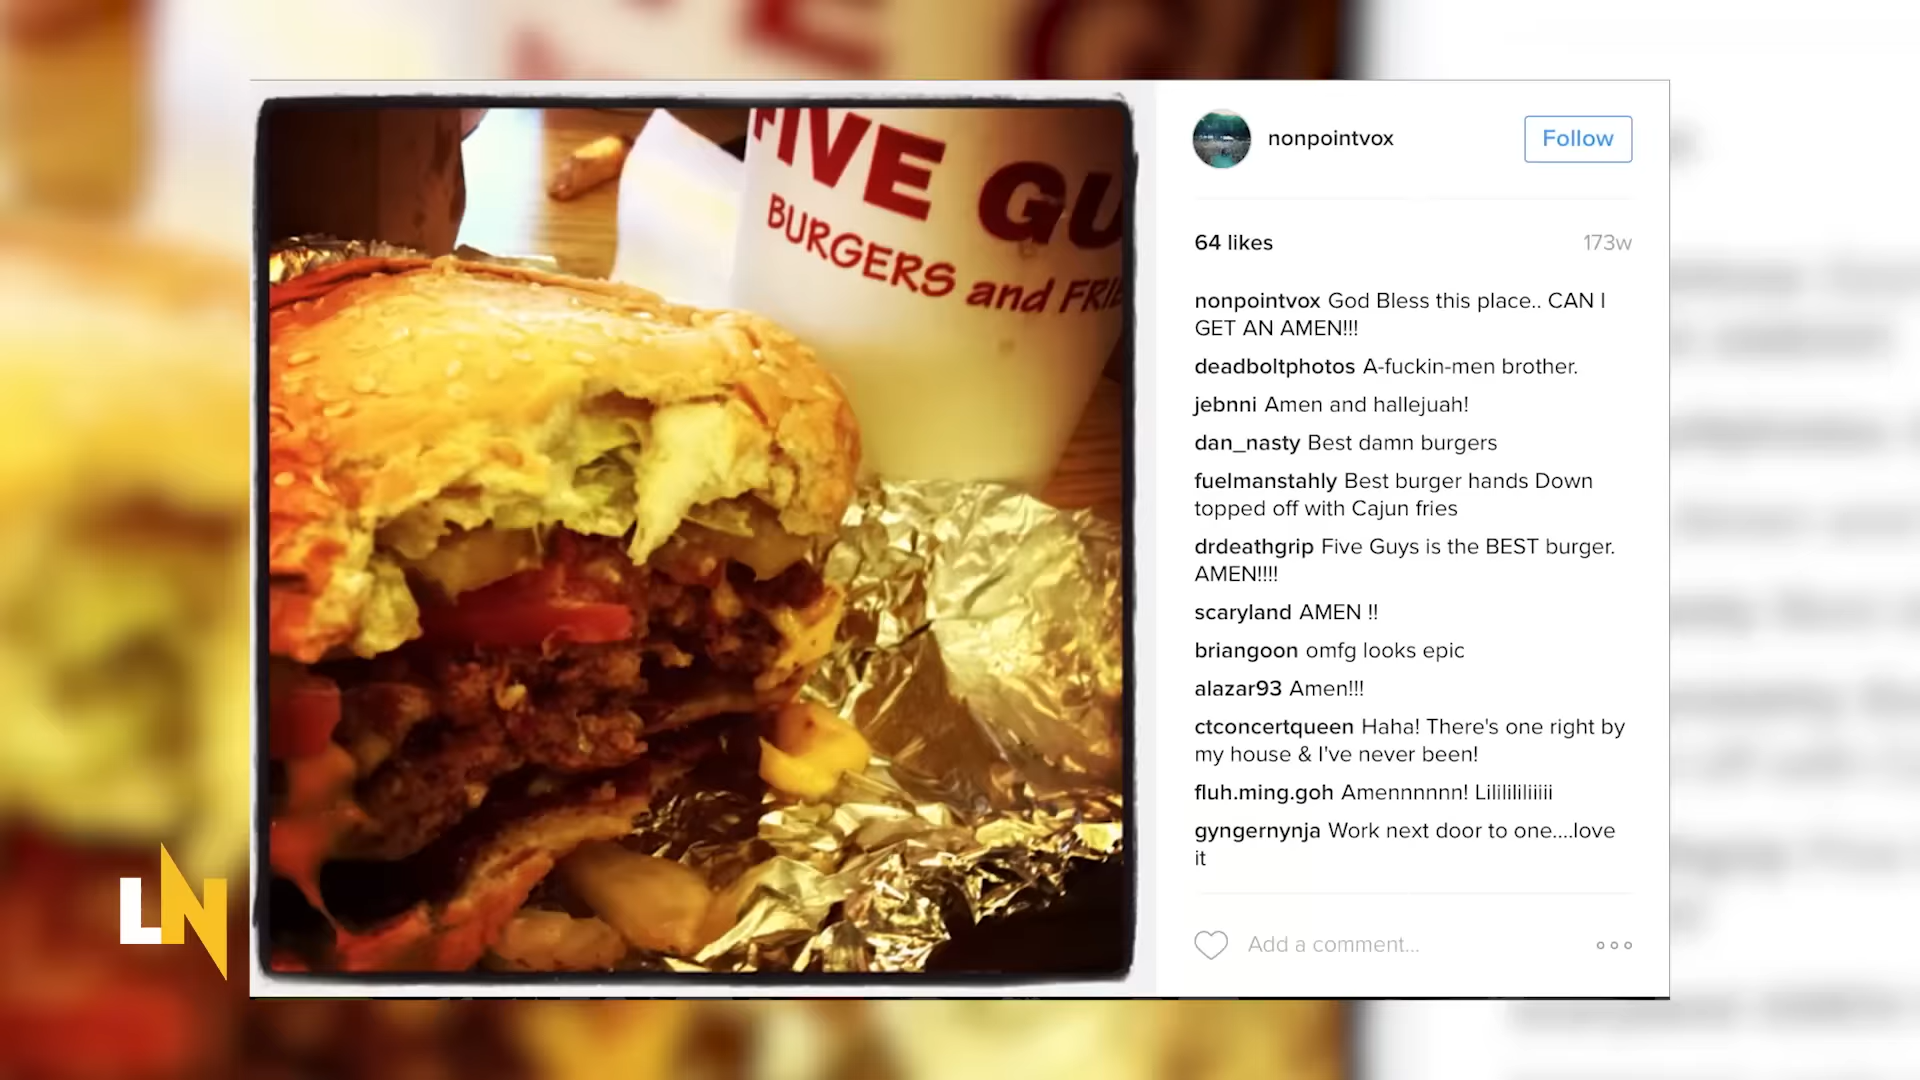 FIVE GU
BURGERS and FRIE
nonpointvox
Follow
64 likes
173w
nonpointvox God Bless this place.. CAN I
GET AN AMEN!!!
deadboltphotos A-fuckin-men brother.
jebnni Amen and hallejuah!
dan_nasty Best damn burgers
fuelmanstahly Best burger hands Down
topped off with Cajun fries
drdeathgrip Five Guys is the BEST burger.
AMEN!!!!
scaryland AMEN !!
briangoon omfg looks epic
alazar93 Amen!!!
ctconcertqueen Haha! There's one right by
my house & I've never been!
fluh.ming.goh Amennnnnn! Lilililiiliiiii
gyngernynja Work next door to one....love
it
Add a comment...
LN